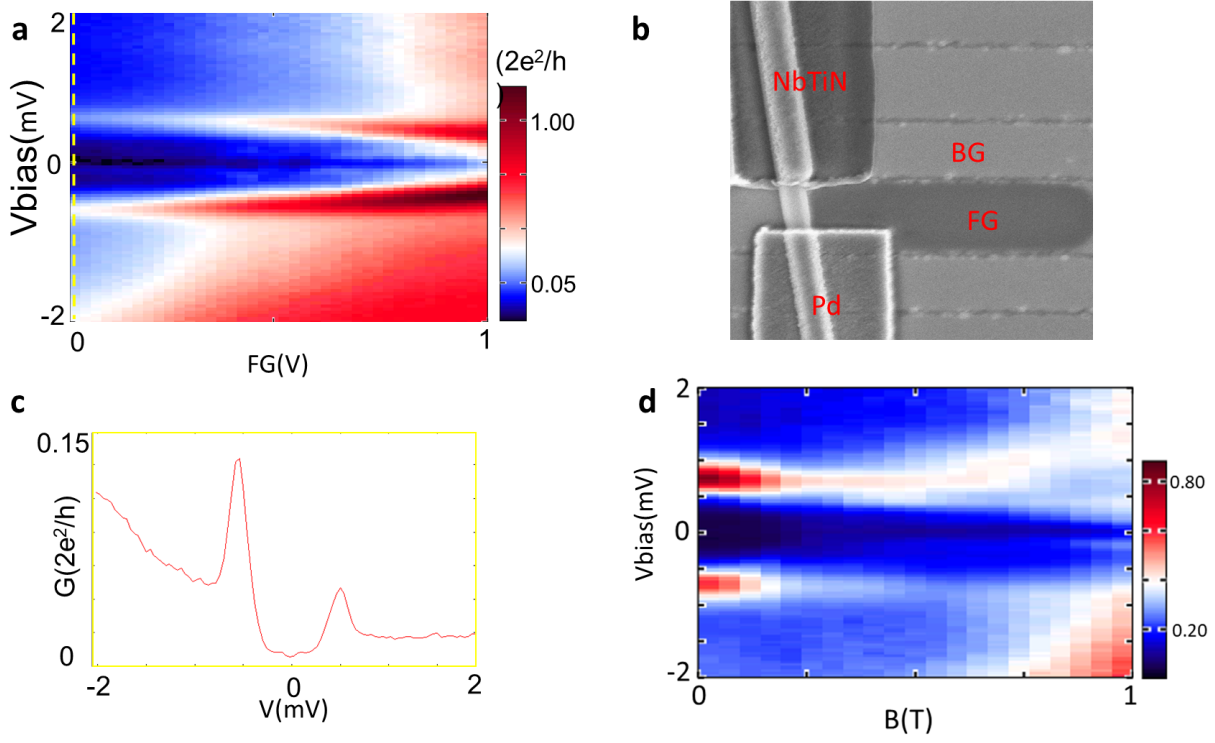 a
2
Vbias(mV)
0
-2
0
1
FG(V)
(2e²/h
)
1.00
0.05
b
NbTiN
BG
FG
Pd
c
0.15
G(2e²/h)
0
-2
0
2
V(mV)
d
2
Vbias(mV)
0
-2
0
1
B(T)
0.80
0.20